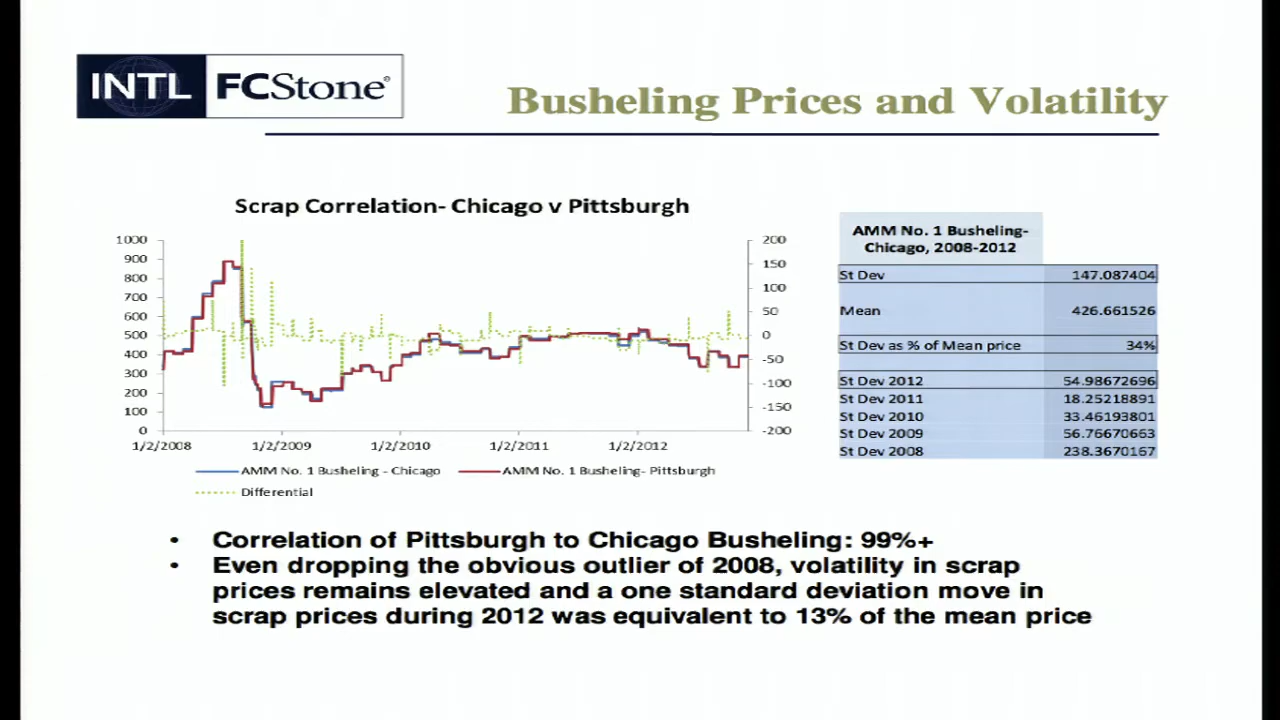 INTL FCStone®
Busheling Prices and Volatility
Scrap Correlation- Chicago v Pittsburgh
1000
900
800
700
600
500
400
300
200
100
0
200
150
100
50
0
-50
-100
-150
-200
1/2/2008 1/2/2009 1/2/2010 1/2/2011 1/2/2012
AMM No. 1 Busheling - Chicago AMM No. 1 Busheling- Pittsburgh
Differential
AMM No. 1 Busheling-
Chicago, 2008-2012
St Dev 147.087404
Mean 426.661526
St Dev as % of Mean price 34%
St Dev 2012 54.98672696
St Dev 2011 18.25218891
St Dev 2010 33.46193801
St Dev 2009 56.76670663
St Dev 2008 238.3670167
• Correlation of Pittsburgh to Chicago Busheling: 99%+
• Even dropping the obvious outlier of 2008, volatility in scrap
prices remains elevated and a one standard deviation move in
scrap prices during 2012 was equivalent to 13% of the mean price